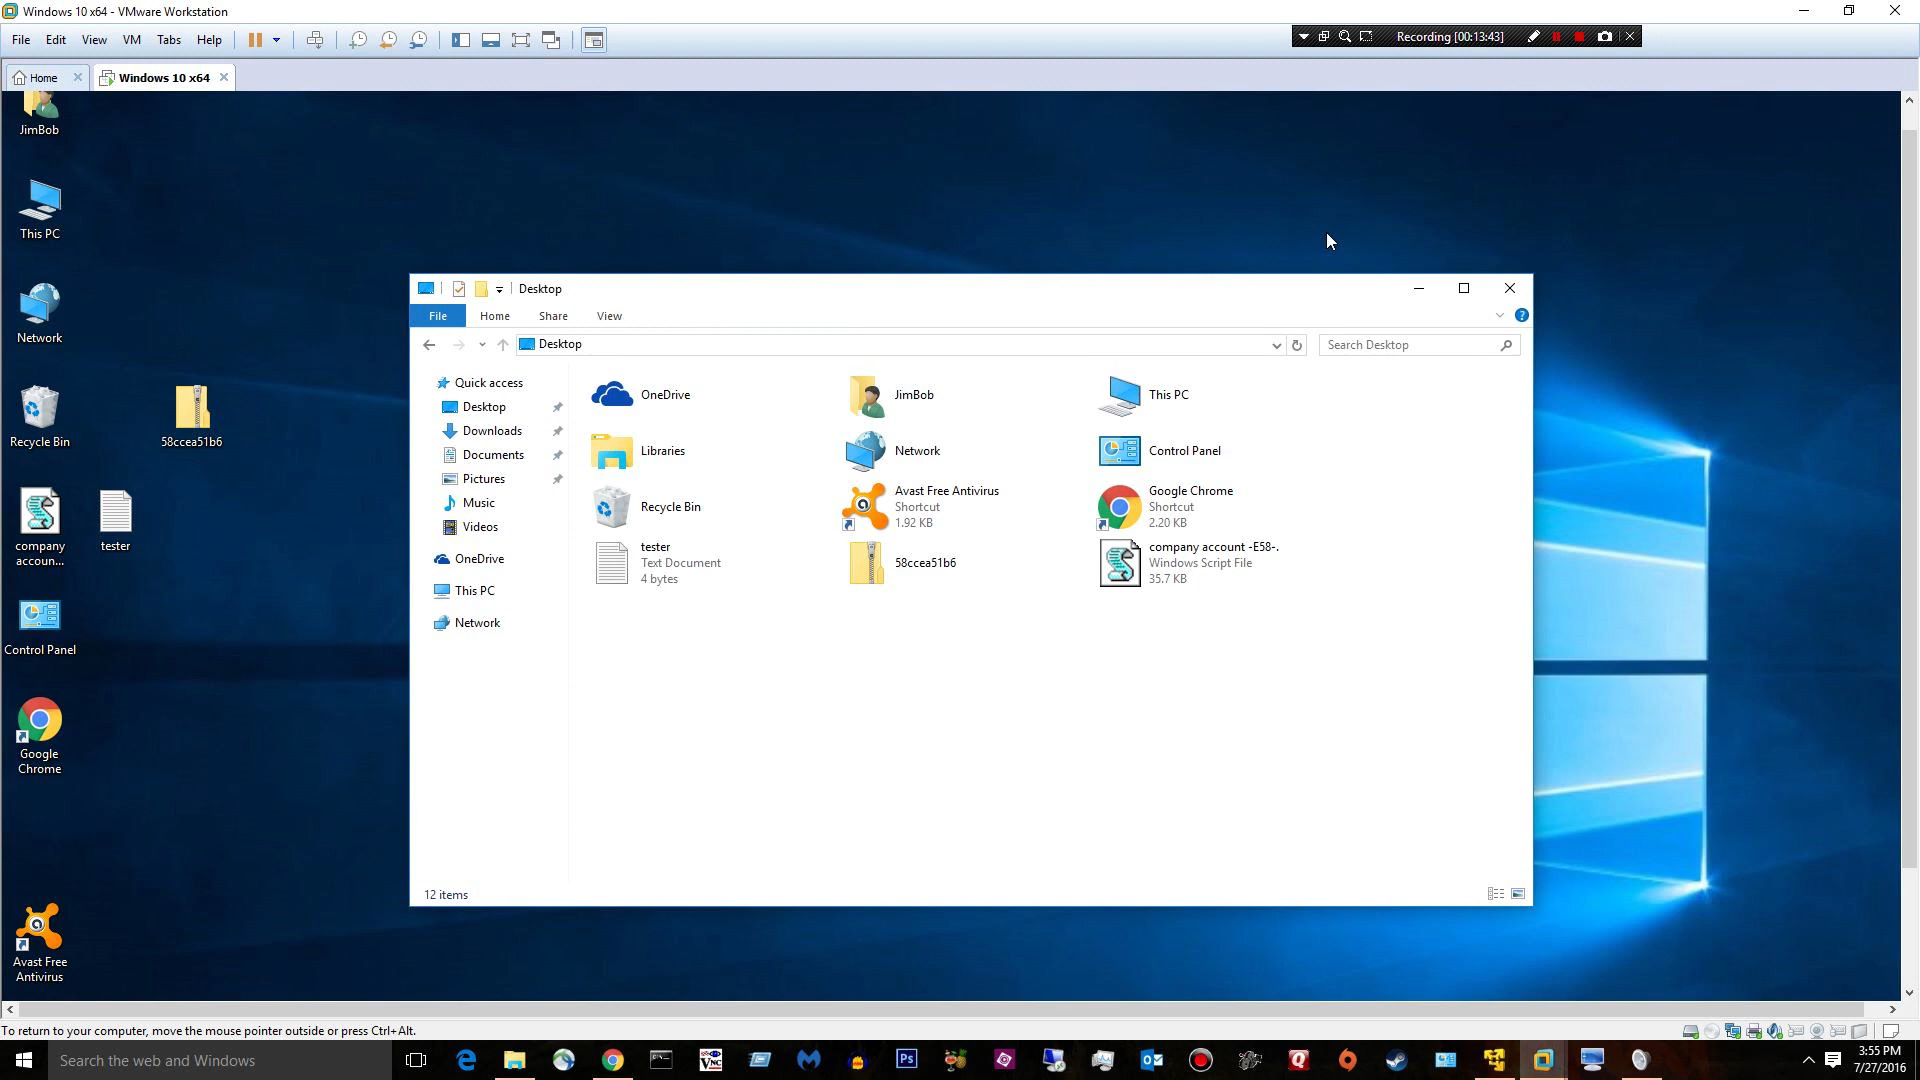 Windows 10 x64 - VMware Workstation
File Edit View VM Tabs Help
Recording [00:13:43]
Home
Windows 10 x64
JimBob
This PC
Network
Recycle Bin
58ccea51b6
company
accoun...
tester
Control Panel
Google
Chrome
Avast Free
Antivirus
Desktop
File Home Share View
Desktop
Search Desktop
Quick access
Desktop
Downloads
Documents
Pictures
Music
Videos
OneDrive
This PC
Network
OneDrive
JimBob
This PC
Libraries
Network
Control Panel
Recycle Bin
Avast Free Antivirus
Shortcut
1.92 KB
Google Chrome
Shortcut
2.20 KB
tester
Text Document
4 bytes
58ccea51b6
company account -E58-.
Windows Script File
35.7 KB
12 items
To return to your computer, move the mouse pointer outside or press Ctrl+Alt.
Search the web and Windows
VNC
Ps
3:55 PM
7/27/2016